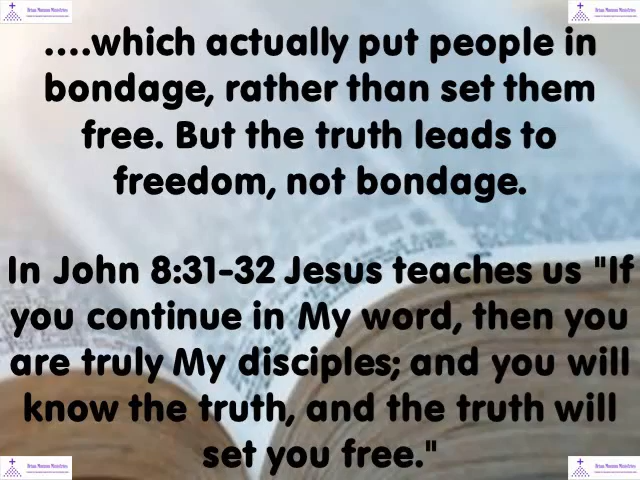 ....which actually put people in
bondage, rather than set them
free. But the truth leads to
freedom, not bondage.
In John 8:31-32 Jesus teaches us "If
you continue in My word, then you
are truly My disciples; and you will
know the truth, and the truth will
set you free."